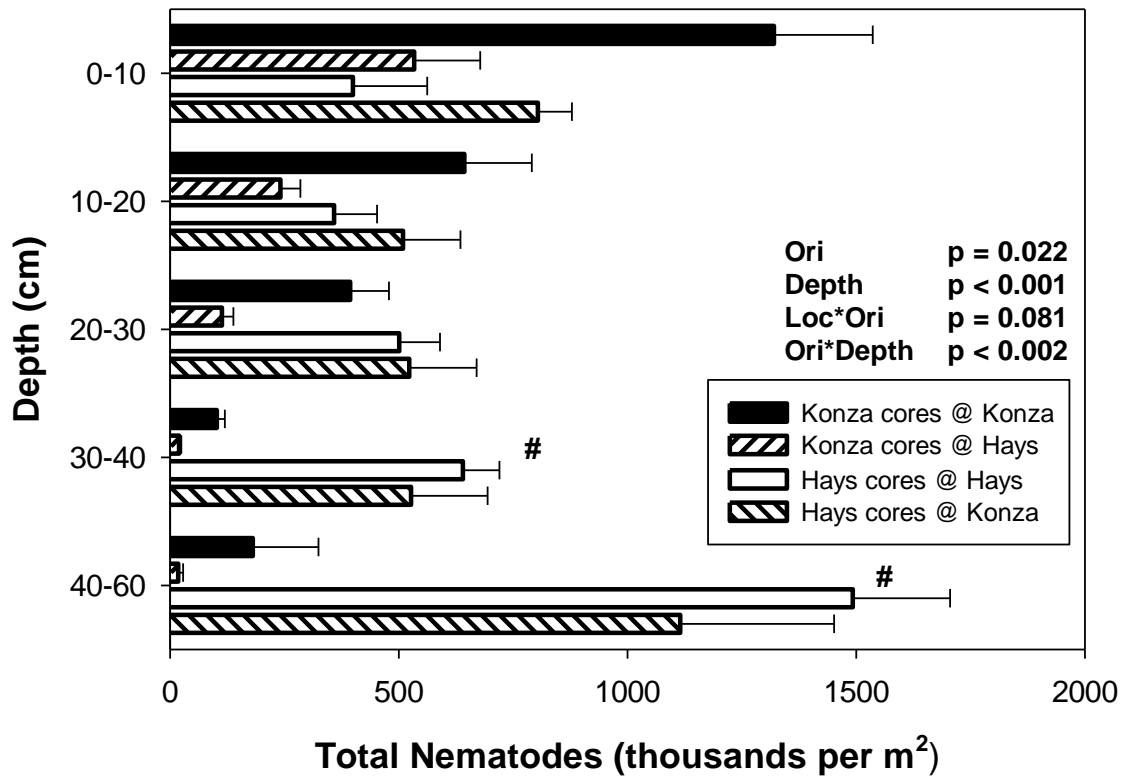 0-10
10-20
20-30
30-40
40-60
Depth (cm)
Ori p = 0.022
Depth p < 0.001
Loc*Ori p = 0.081
Ori*Depth p < 0.002
Konza cores @ Konza
Konza cores @ Hays
Hays cores @ Hays
Hays cores @ Konza
#
#
0 500 1000 1500 2000
Total Nematodes (thousands per m²)